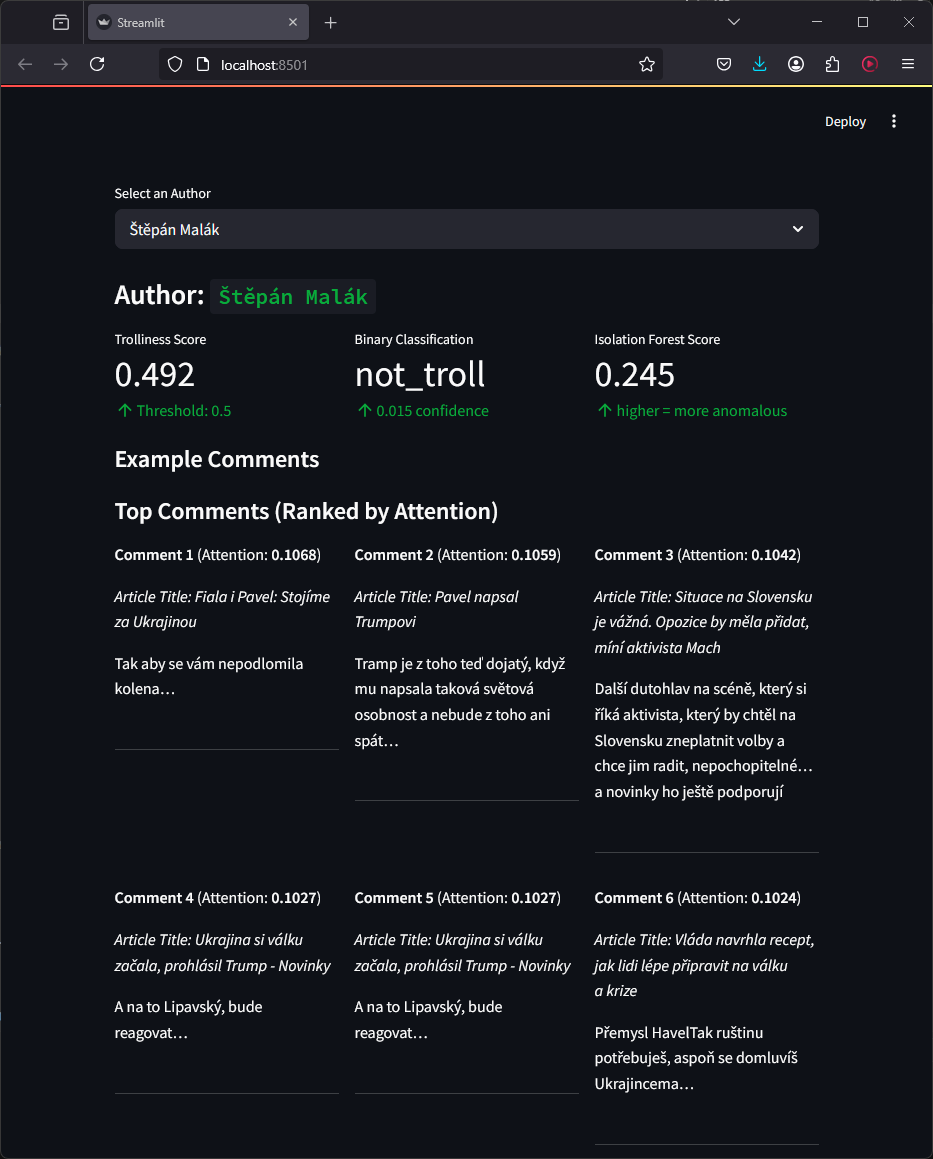 Streamlit
localhost:8501
Deploy
Select an Author
Štěpán Malák
Author: Štěpán Malák
Trolliness Score
0.492
Threshold: 0.5
Binary Classification
not_troll
0.015 confidence
Isolation Forest Score
0.245
higher = more anomalous
Example Comments
Top Comments (Ranked by Attention)
Comment 1 (Attention: 0.1068)
Article Title: Fiala i Pavel: Stojíme
za Ukrajinou
Tak aby se vám nepodlomila
kolena…
Comment 2 (Attention: 0.1059)
Article Title: Pavel napsal
Trumpovi
Tramp je z toho teď dojatý, když
mu napsala taková světová
osobnost a nebude z toho ani
spát…
Comment 3 (Attention: 0.1042)
Article Title: Situace na Slovensku
je vážná. Opozice by měla přidat,
míní aktivista Mach
Další dutohlav na scéně, který si
říká aktivista, který by chtěl na
Slovensku zneplatnit volby a
chce jim radit, nepochopitelné…
a novinky ho ještě podporují
Comment 4 (Attention: 0.1027)
Article Title: Ukrajina si válku
začala, prohlásil Trump - Novinky
A na to Lipavský, bude
reagovat…
Comment 5 (Attention: 0.1027)
Article Title: Ukrajina si válku
začala, prohlásil Trump - Novinky
A na to Lipavský, bude
reagovat…
Comment 6 (Attention: 0.1024)
Article Title: Vláda navrhla recept,
jak lidi lépe připravit na válku
a krize
Přemysl HavelTak ruštinu
potřebuješ, aspoň se domluvíš
Ukrajincema…